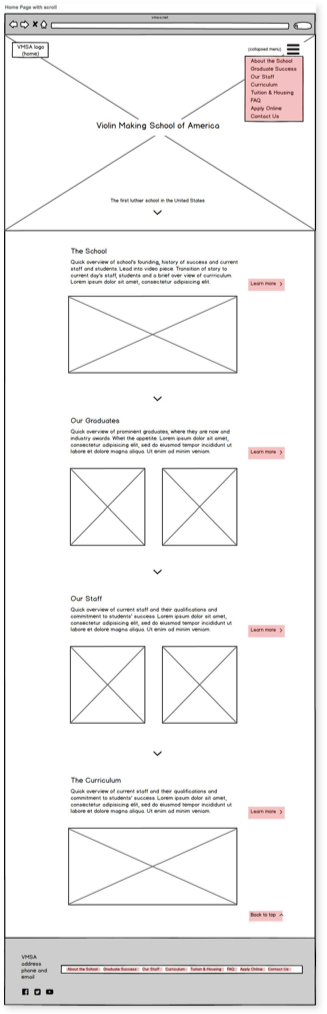 Home Page with scroll
vmsa.net
VMSA logo
(home)
(collapsed menu)
About the School
Graduate Success
Our Staff
Curriculum
Tuition & Housing
FAQ
Apply Online
Contact Us
Violin Making School of America
The first luthier school in the United States
The School
Quick overview of school's founding, history of success and current
staff and students. Lead into video piece. Transition of story to
current day's staff, students and a brief over view of curriculum.
Lorem ipsum dolor sit amet, consectetur adipisicing elit.
Learn more
Our Graduates
Quick overview of prominent graduates, where they are now and
industry awards. Whet the appetite. Lorem ipsum dolor sit amet,
consectetur adipisicing elit, sed do eiusmod tempor incididunt ut
labore et dolore magna aliqua. Ut enim ad minim veniam.
Learn more
Our Staff
Quick overview of current staff and their qualifications and
commitment to students' success. Lorem ipsum dolor sit amet,
consectetur adipisicing elit, sed do eiusmod tempor incididunt ut
labore et dolore magna aliqua. Ut enim ad minim veniam.
Learn more
The Curriculum
Quick overview of current staff and their qualifications and
commitment to students' success. Lorem ipsum dolor sit amet,
consectetur adipisicing elit, sed do eiusmod tempor incididunt ut
labore et dolore magna aliqua. Ut enim ad minim veniam.
Learn more
Back to top
VMSA
address
phone and
email
About the School Graduate Success Our Staff Curriculum Tuition & Housing FAQ Apply Online Contact Us